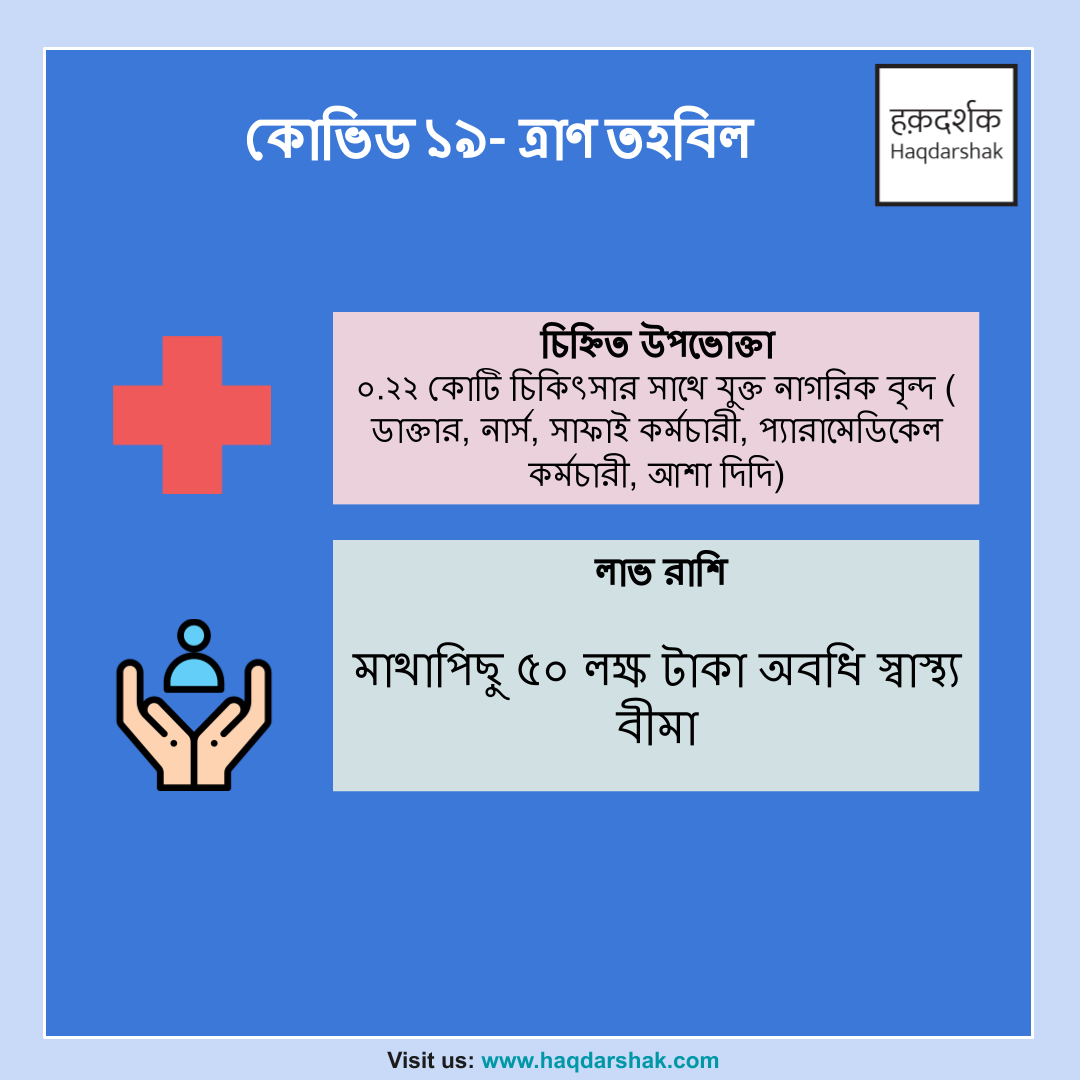 কোভিড ১৯- ত্রাণ তহবিল
हक़दर्शक
Haqdarshak
চিহ্নিত উপভোক্তা
০.২২ কোটি চিকিৎসার সাথে যুক্ত নাগরিক বৃন্দ (
ডাক্তার, নার্স, সাফাই কর্মচারী, প্যারামেডিকেল
কর্মচারী, আশা দিদি)
লাভ রাশি
মাথাপিছু ৫০ লক্ষ টাকা অবধি স্বাস্থ্য
বীমা
Visit us: www.haqdarshak.com